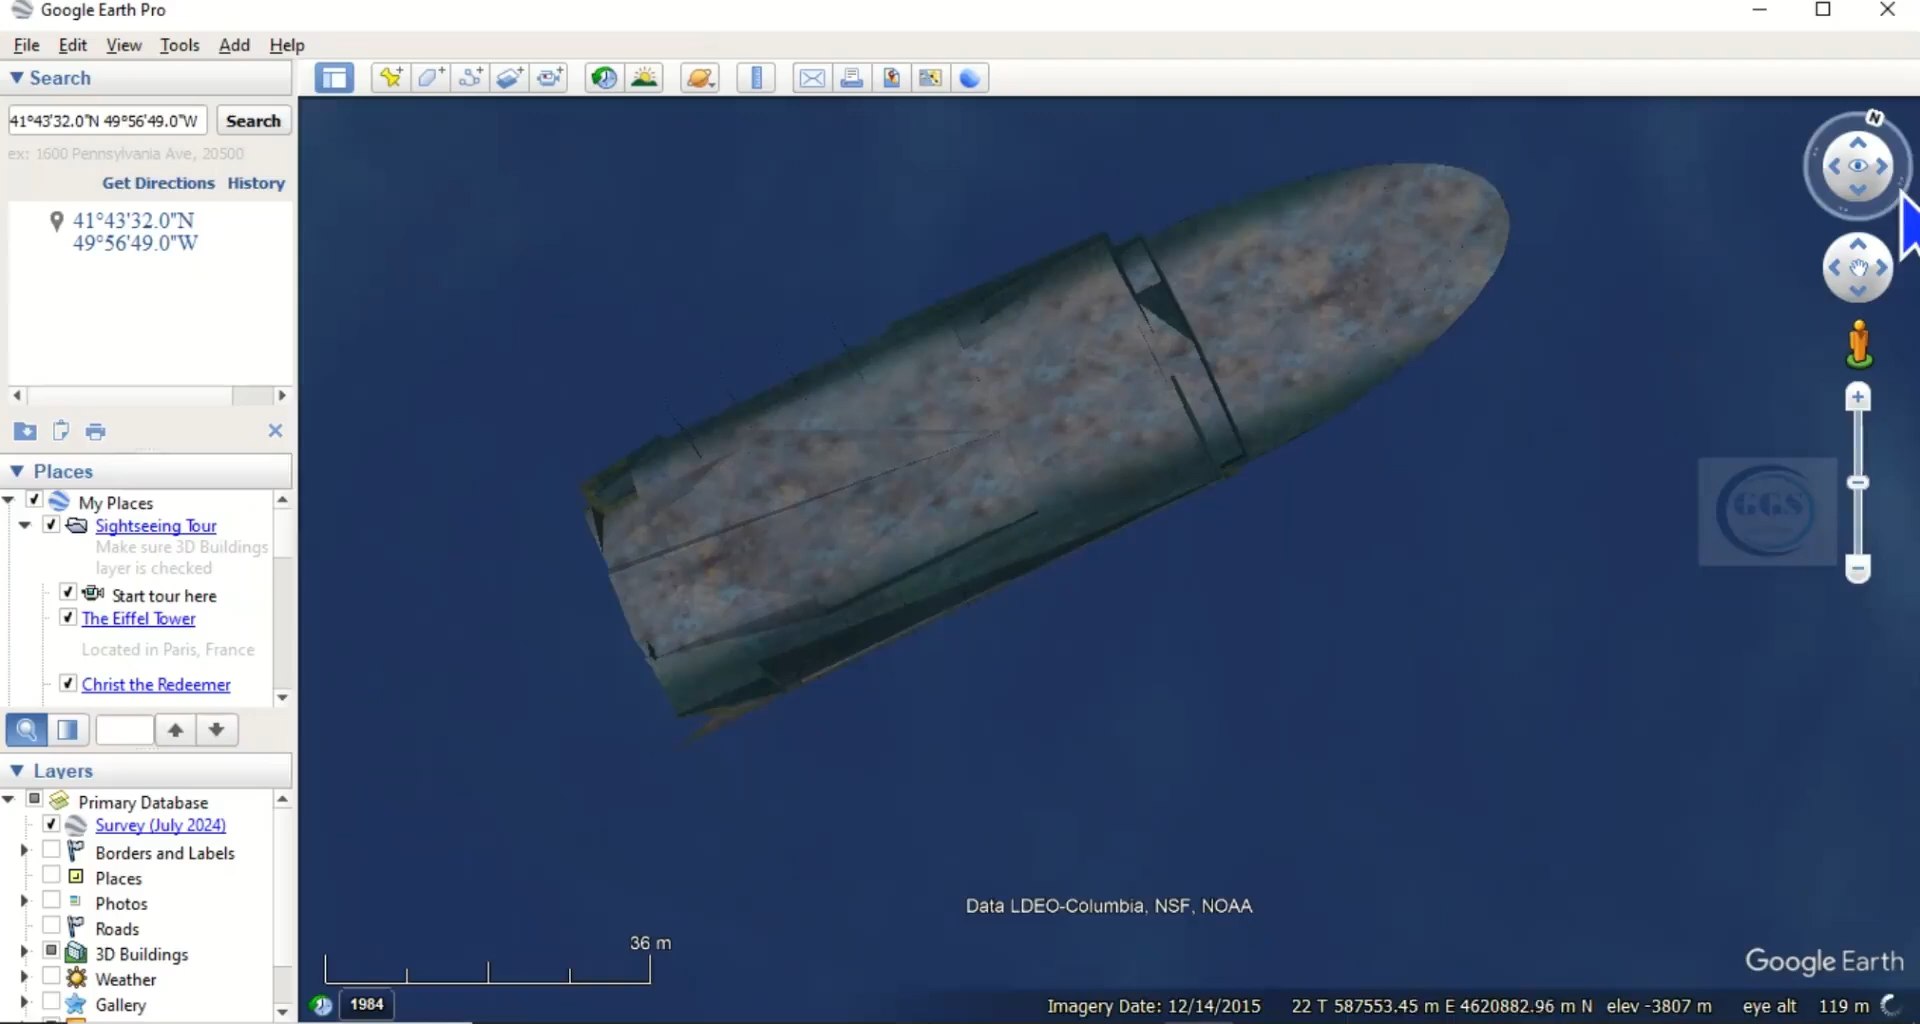 Google Earth Pro
File Edit View Tools Add Help
Search
41°43'32.0"N 49°56'49.0"W Search
ex: 1600 Pennsylvania Ave, 20500
Get Directions History
41°43'32.0"N
49°56'49.0"W
Places
My Places
Sightseeing Tour
Make sure 3D Buildings
layer is checked
Start tour here
The Eiffel Tower
Located in Paris, France
Christ the Redeemer
Layers
Primary Database
Survey (July 2024)
Borders and Labels
Places
Photos
Roads
3D Buildings
Weather
Gallery
N
GGS
Data LDEO-Columbia, NSF, NOAA
36 m
Google Earth
1984
Imagery Date: 12/14/2015 22 T 587553.45 m E 4620882.96 m N elev -3807 m eye alt 119 m